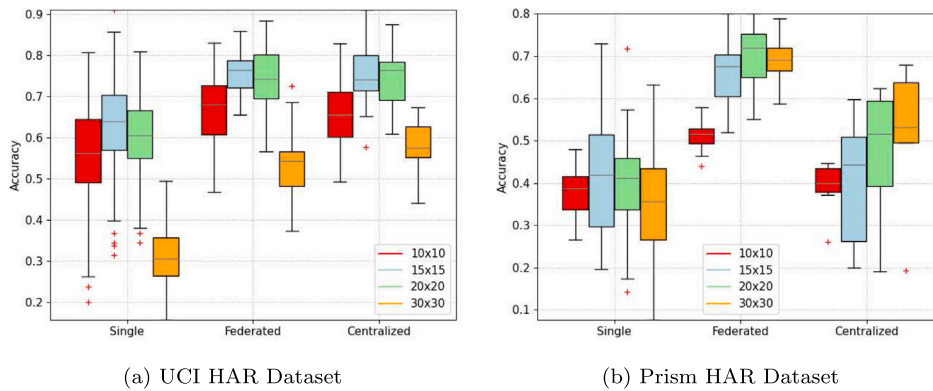 0.9
0.8
0.7
0.6
0.5
0.4
0.3
0.2
Accuracy
Single
Federated
Centralized
10x10
15x15
20x20
30x30
(a) UCI HAR Dataset
0.8
0.7
0.6
0.5
0.4
0.3
0.2
0.1
Accuracy
Single
Federated
Centralized
10x10
15x15
20x20
30x30
(b) Prism HAR Dataset